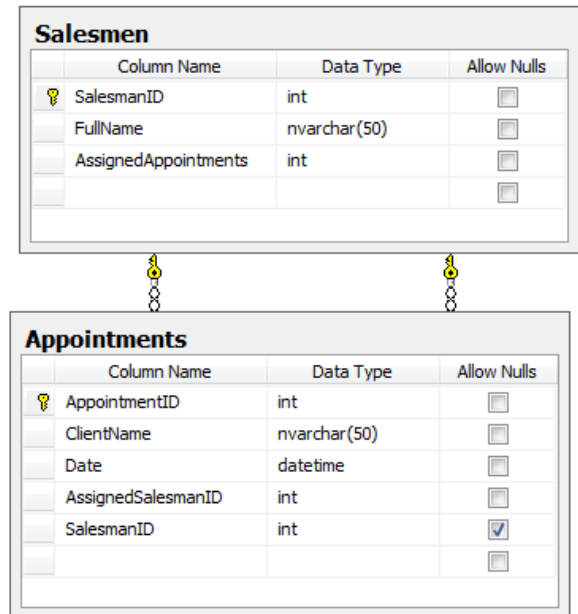 Salesmen
Column Name Data Type Allow Nulls
SalesmanID int
FullName nvarchar(50)
AssignedAppointments int
Appointments
Column Name Data Type Allow Nulls
AppointmentID int
ClientName nvarchar(50)
Date datetime
AssignedSalesmanID int
SalesmanID int